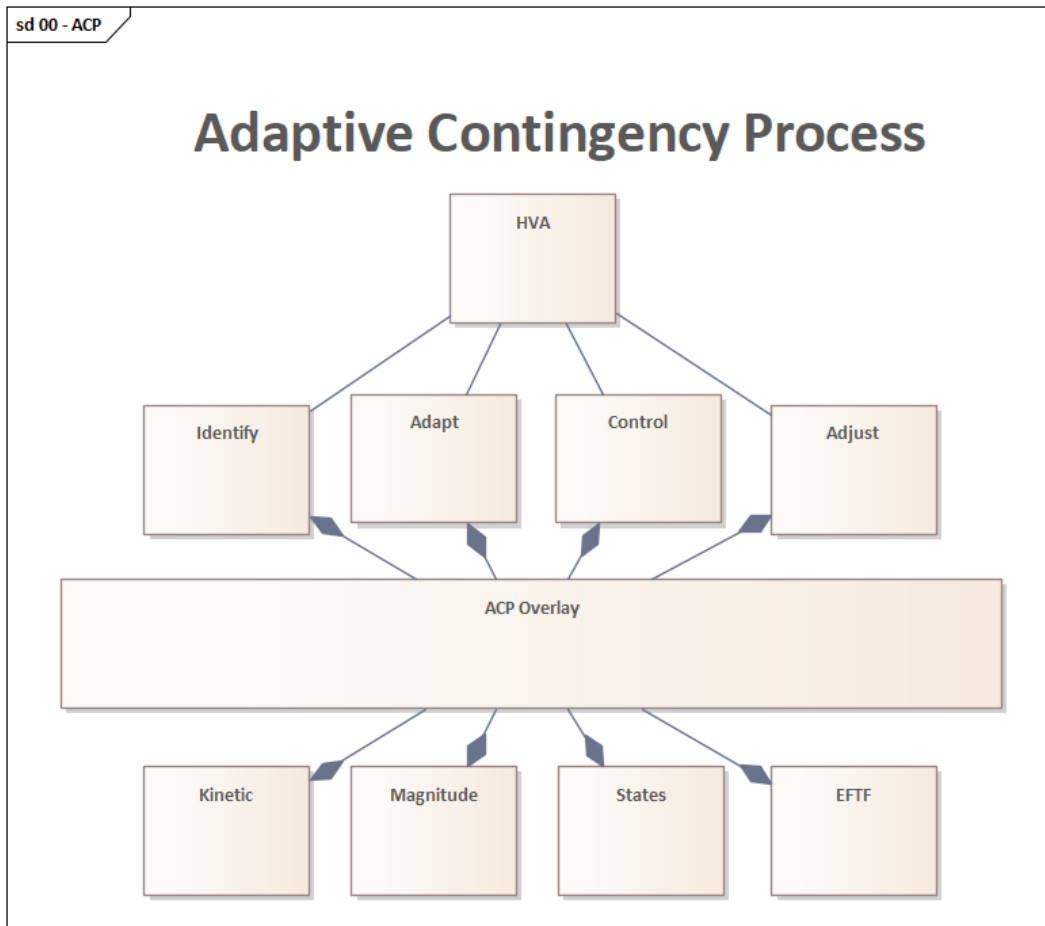 sd 00 - ACP
Adaptive Contingency Process
HVA
Identify
Adapt
Control
Adjust
ACP Overlay
Kinetic
Magnitude
States
EFTF